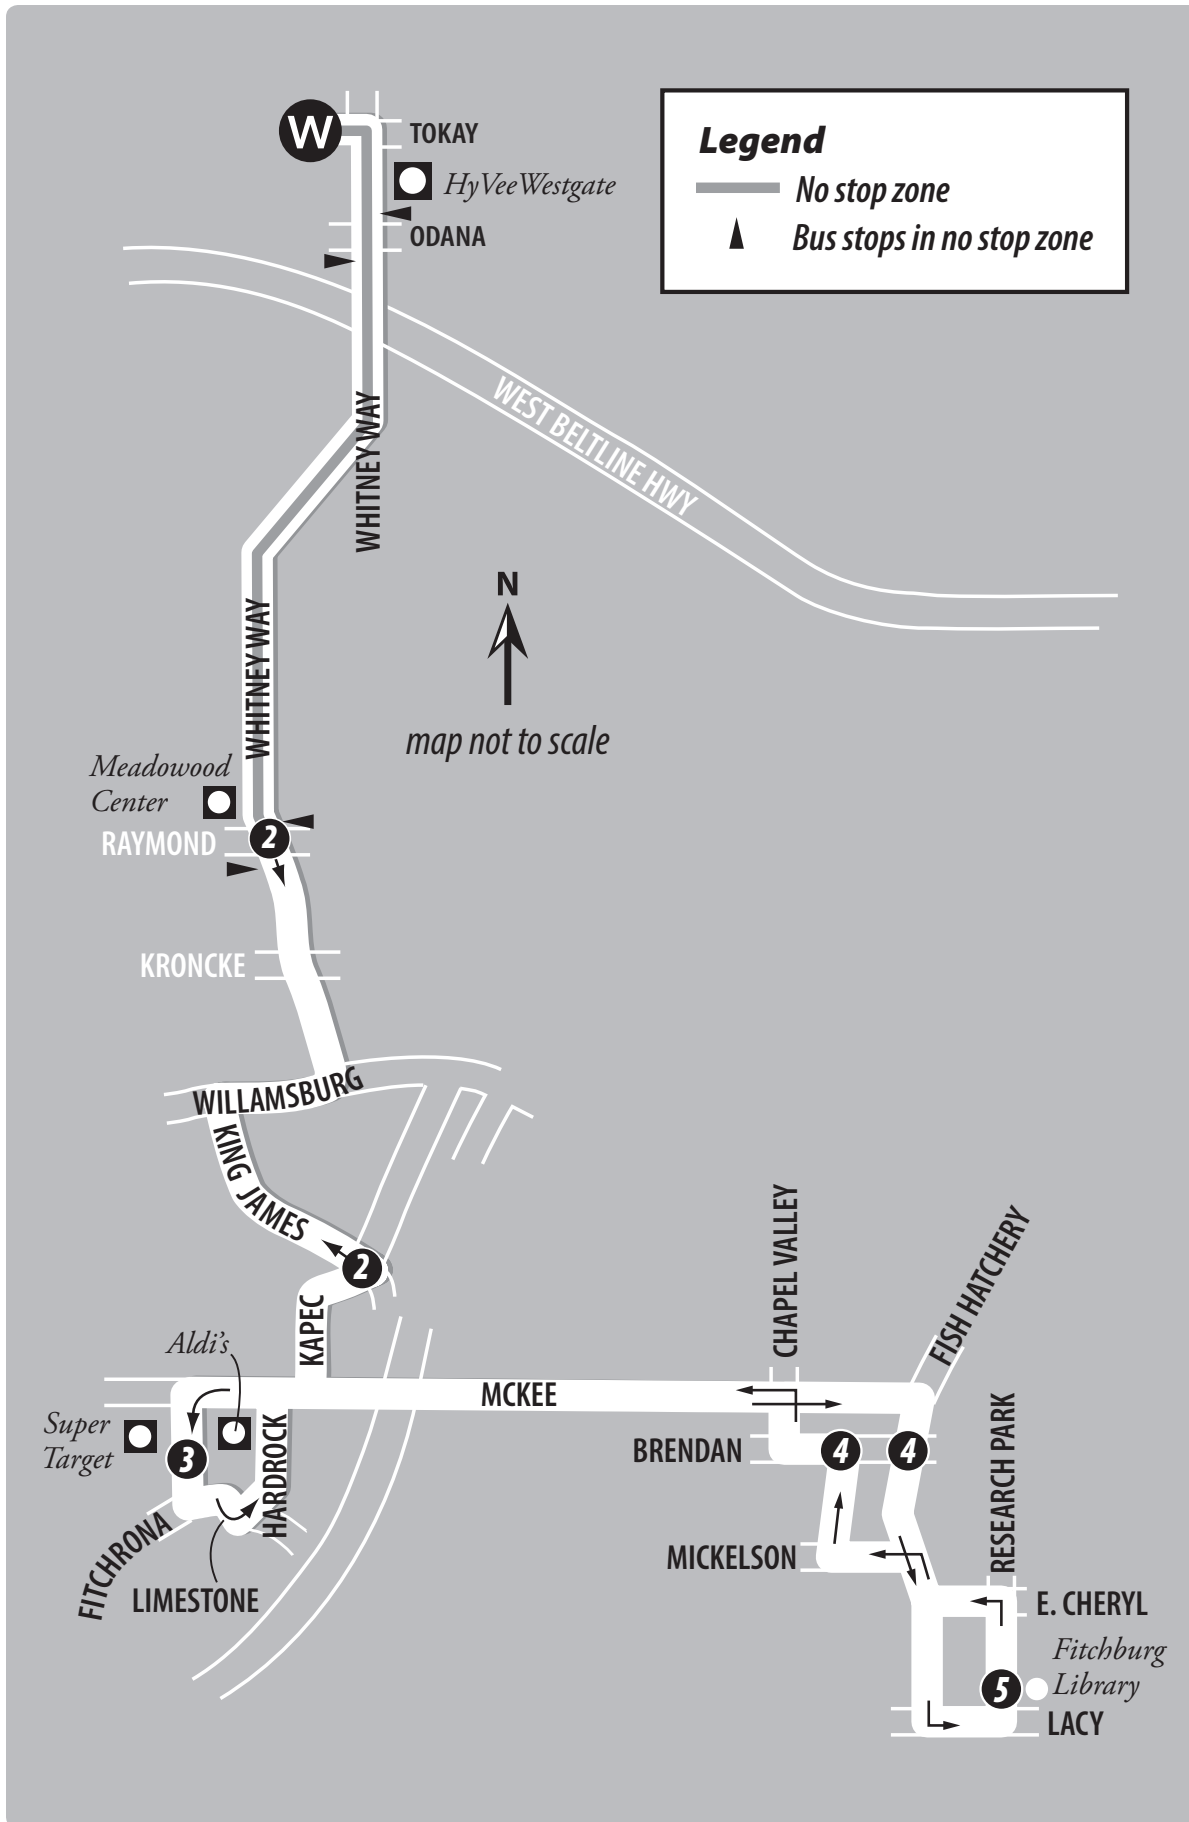 W
TOKAY
HyVeeWestgate
ODANA
Legend
No stop zone
Bus stops in no stop zone
WEST BELTLINE HWY
WHITNEY WAY
N
map not to scale
WHITNEY WAY
Meadowood
Center
RAYMOND
2
KRONCKE
WILLAMSBURG
KING JAMES
2
KAPEC
CHAPEL VALLEY
FISH HATCHERY
Aldi's
MCKEE
Super
Target
3
HARDROCK
BRENDAN
4
4
RESEARCH PARK
FITCHRONA
LIMESTONE
MICKELSON
E. CHERYL
Fitchburg
Library
5
LACY